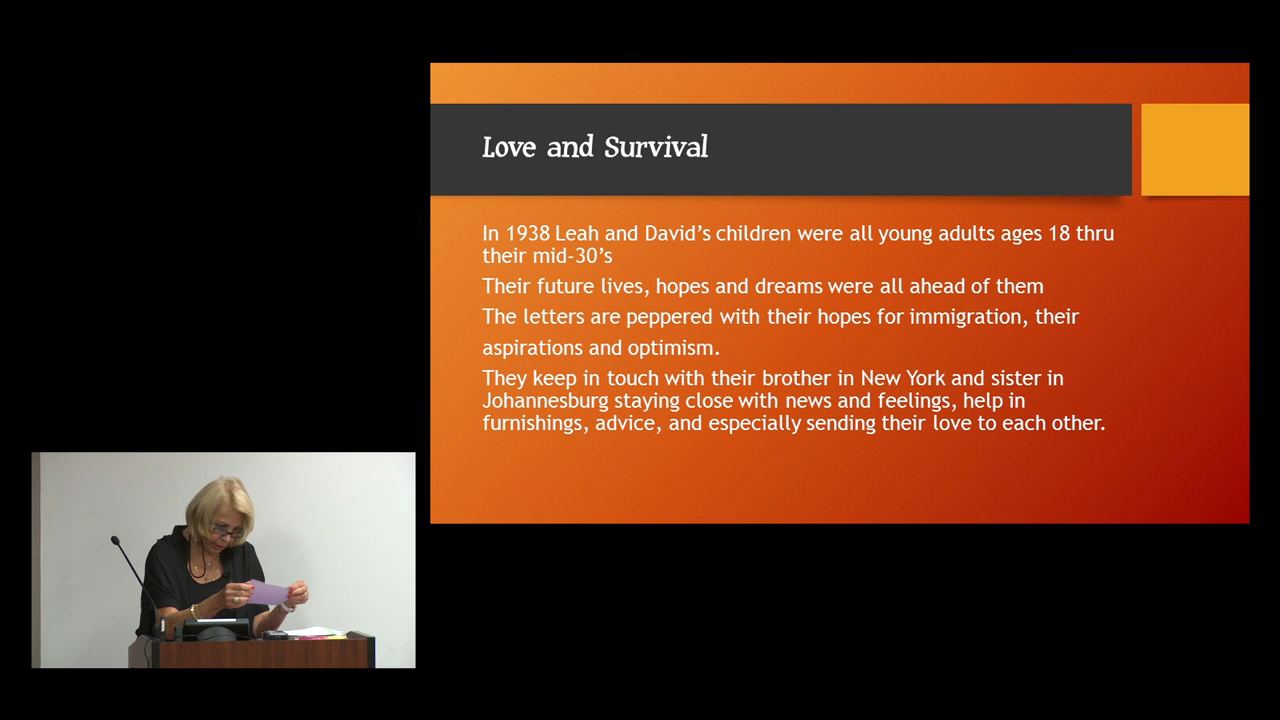 Love and Survival
In 1938 Leah and David’s children were all young adults ages 18 thru
their mid-30’s
Their future lives, hopes and dreams were all ahead of them
The letters are peppered with their hopes for immigration, their
aspirations and optimism.
They keep in touch with their brother in New York and sister in
Johannesburg staying close with news and feelings, help in
furnishings, advice, and especially sending their love to each other.